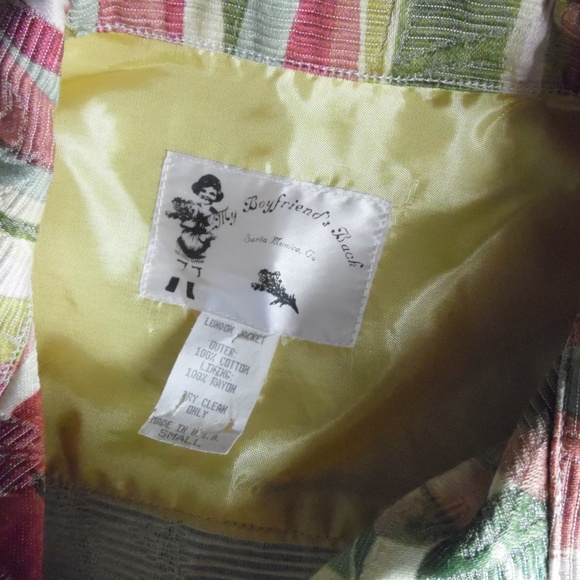 My Boyfriend's Back
Santa Monica, Ca
LONDON JACKET
OUTER:
100% COTTON
LINING:
100% RAYON
DRY CLEAN
ONLY
MADE IN U.S.A
SMALL